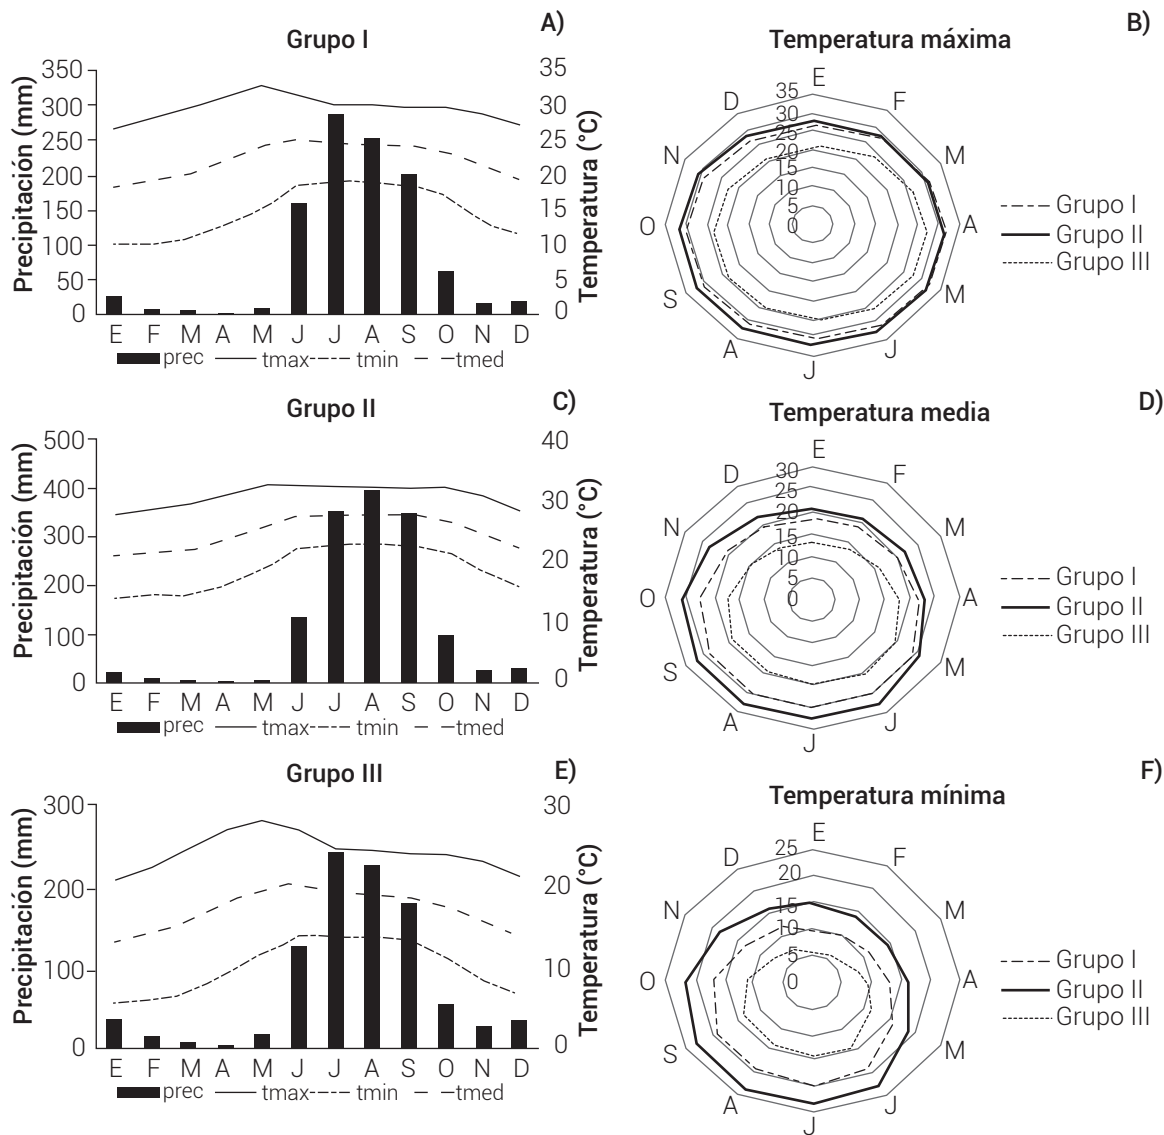 A)
Grupo I
Precipitación (mm)
350
300
250
200
150
100
50
0
35
30
25
20
15
10
5
0
Temperatura (°C)
E F M A M J J A S O N D
prec tmax tmin tmed
B)
Temperatura máxima
E
D F
N M
O A
S M
A J
J
35
30
25
20
15
10
5
0
Grupo I
Grupo II
Grupo III
C)
Grupo II
Precipitación (mm)
500
400
300
200
100
0
40
30
20
10
0
Temperatura (°C)
E F M A M J J A S O N D
prec tmax tmin tmed
D)
Temperatura media
E
D F
N M
O A
S M
A J
J
30
25
20
15
10
5
0
Grupo I
Grupo II
Grupo III
E)
Grupo III
Precipitación (mm)
300
200
100
0
30
20
10
0
Temperatura (°C)
E F M A M J J A S O N D
prec tmax tmin tmed
F)
Temperatura mínima
E
D F
N M
O A
S M
A J
J
25
20
15
10
5
0
Grupo I
Grupo II
Grupo III